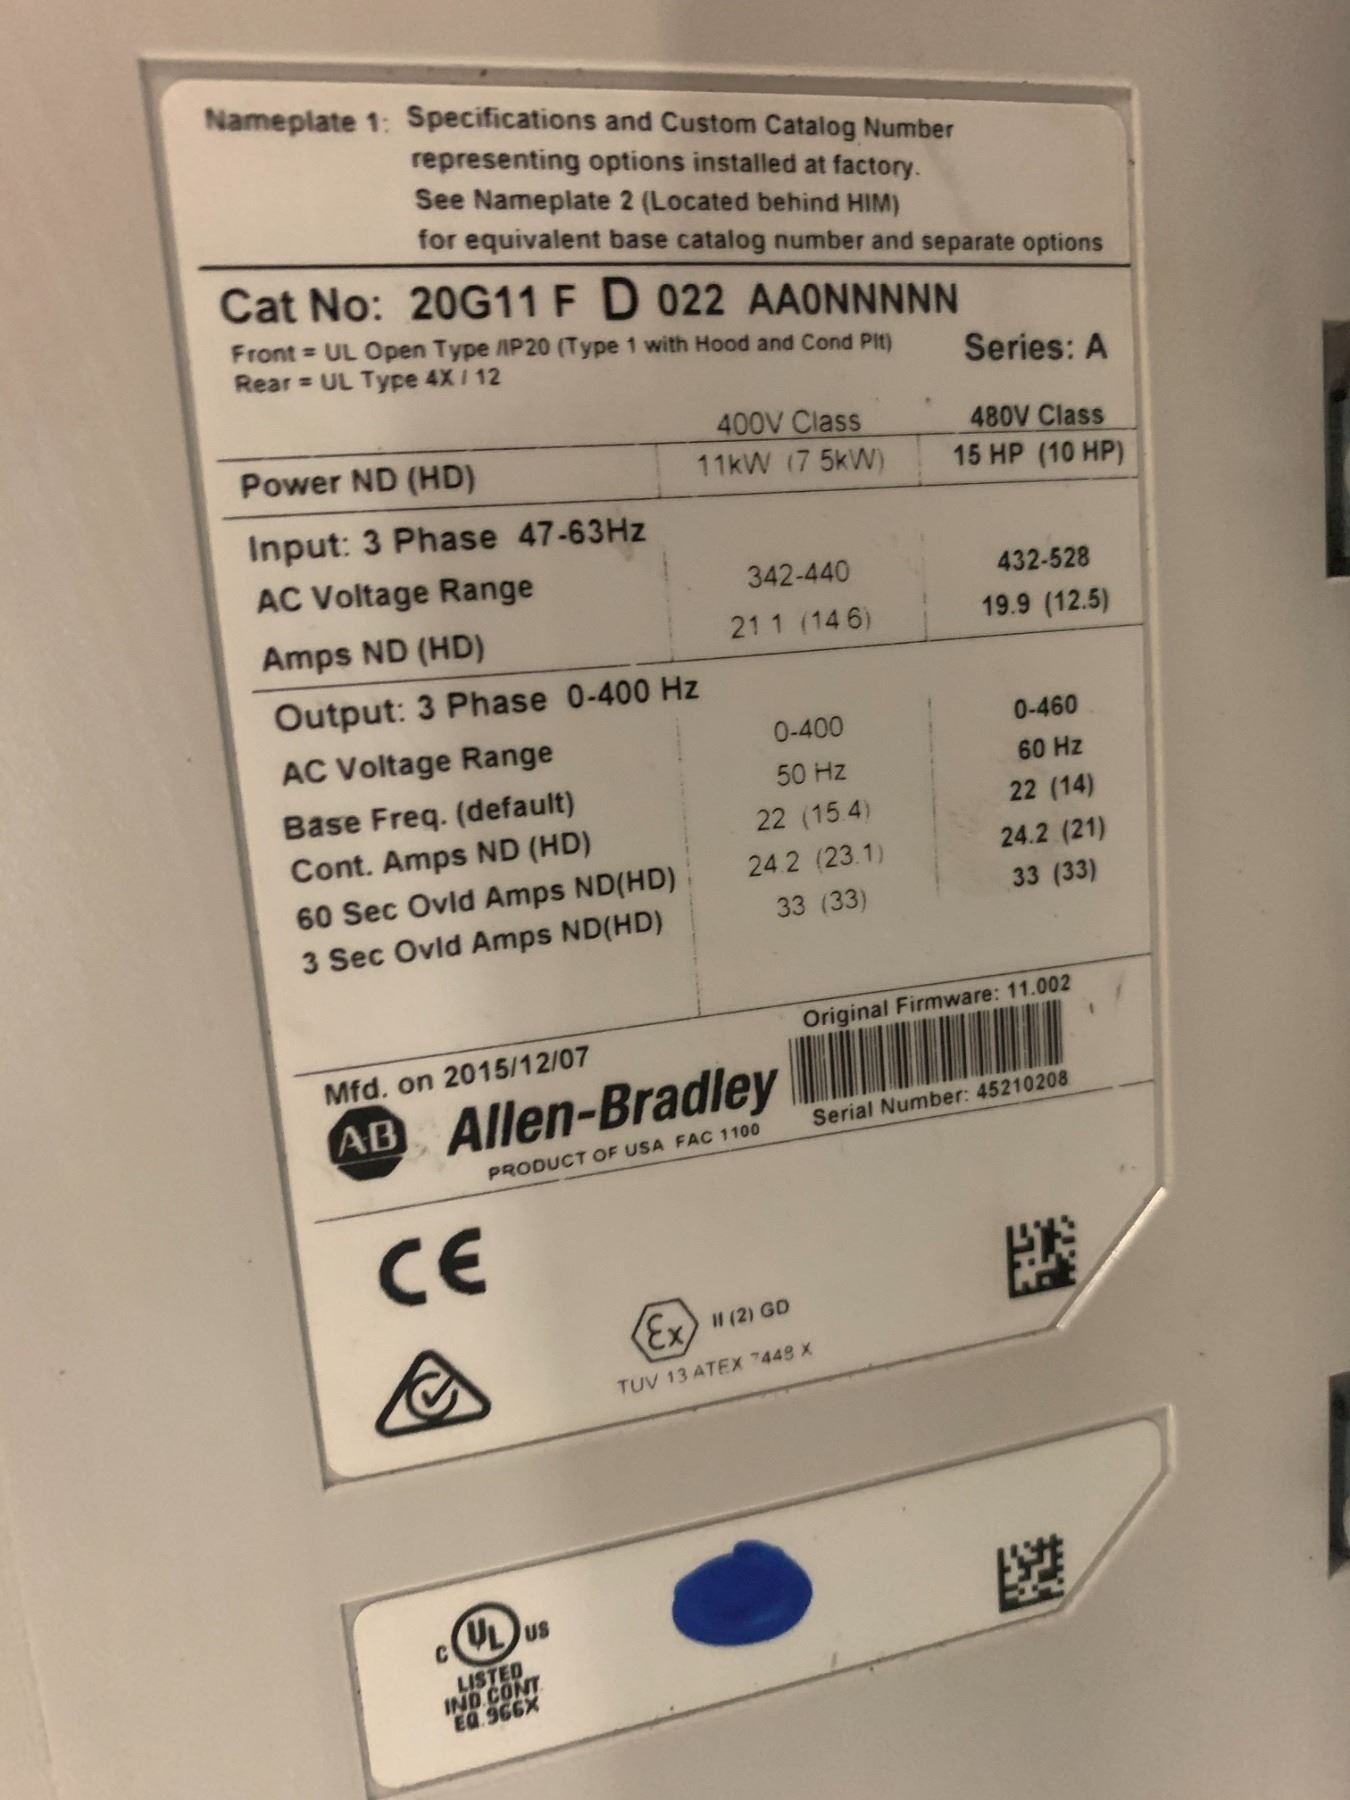 Nameplate 1: Specifications and Custom Catalog Number
representing options installed at factory.
See Nameplate 2 (Located behind HIM)
for equivalent base catalog number and separate options
Cat No: 20G11 F D 022 AA0NNNNN
Front = UL Open Type /IP20 (Type 1 with Hood and Cond Plt)
Series: A
Rear = UL Type 4X / 12
400V Class 480V Class
Power ND (HD) 11kW (7 5kW) 15 HP (10 HP)
Input: 3 Phase 47-63Hz
AC Voltage Range 342-440 432-528
Amps ND (HD) 21 1 (14 6) 19.9 (12.5)
Output: 3 Phase 0-400 Hz
AC Voltage Range 0-400 0-460
Base Freq. (default) 50 Hz 60 Hz
Cont. Amps ND (HD) 22 (15.4) 22 (14)
60 Sec Ovld Amps ND(HD) 24.2 (23.1) 24.2 (21)
3 Sec Ovld Amps ND(HD) 33 (33) 33 (33)
Original Firmware: 11.002
Mfd. on 2015/12/07
AB Allen-Bradley
Serial Number: 45210208
PRODUCT OF USA FAC 1100
CE
Ex II (2) GD
TUV 13 ATEX 7448 X
C UL US
LISTED
IND.CONT
EQ.966X